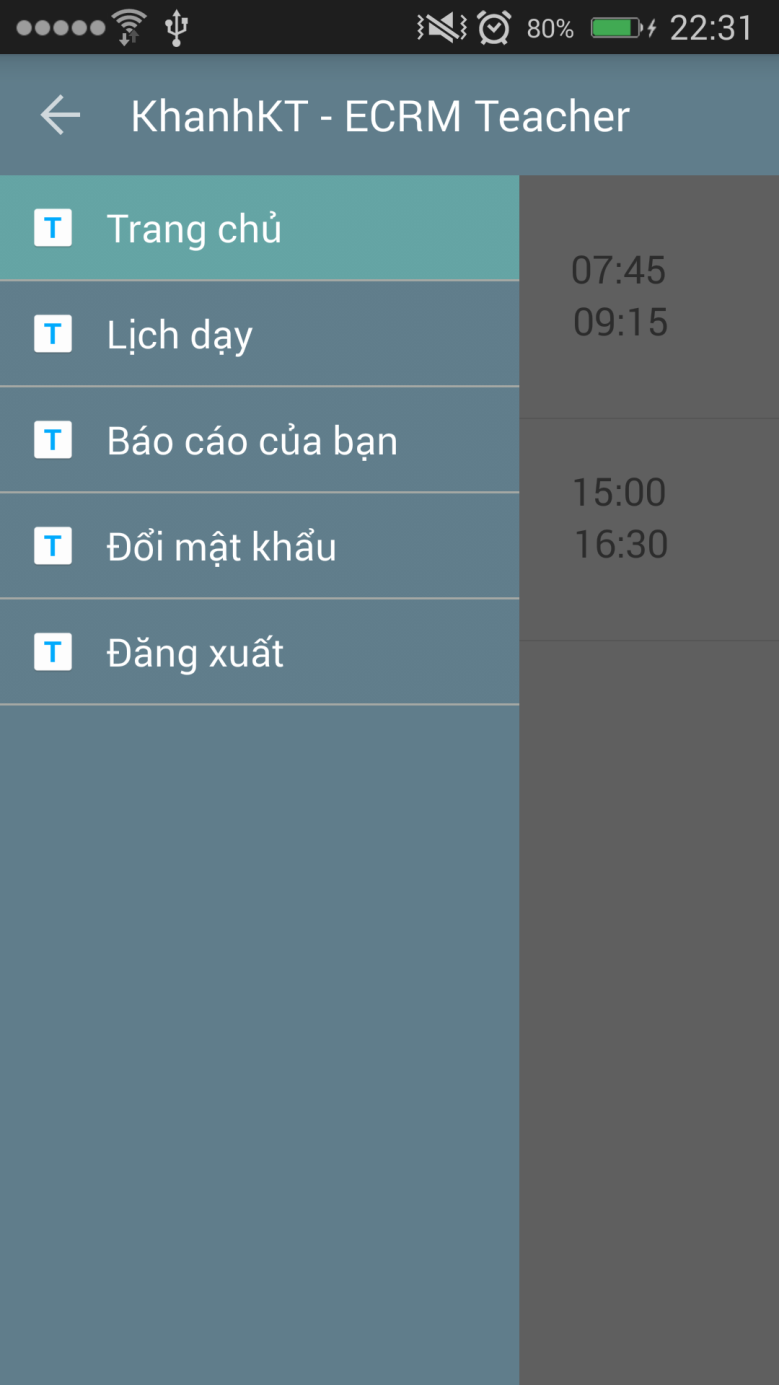 80% 22:31
KhanhKT - ECRM Teacher
T Trang chủ
T Lịch dạy
T Báo cáo của bạn
T Đổi mật khẩu
T Đăng xuất
07:45
09:15
15:00
16:30